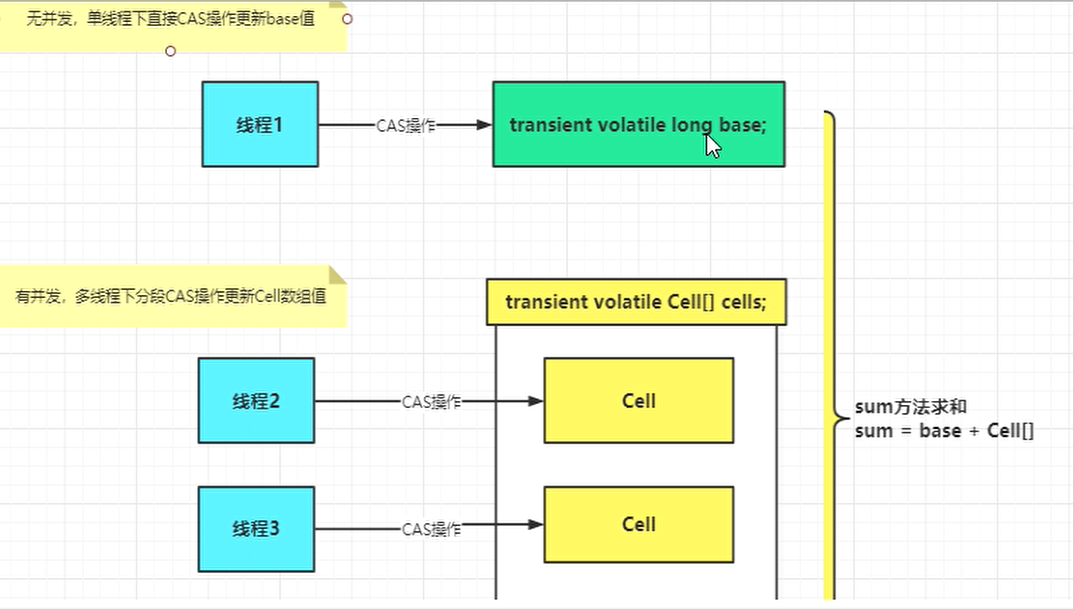 无并发，单线程下直接CAS操作更新base值
线程1
CAS操作
transient volatile long base;
有并发，多线程下分段CAS操作更新Cell数组值
transient volatile Cell[] cells;
线程2
CAS操作
Cell
sum方法求和
sum = base + Cell[]
线程3
CAS操作
Cell